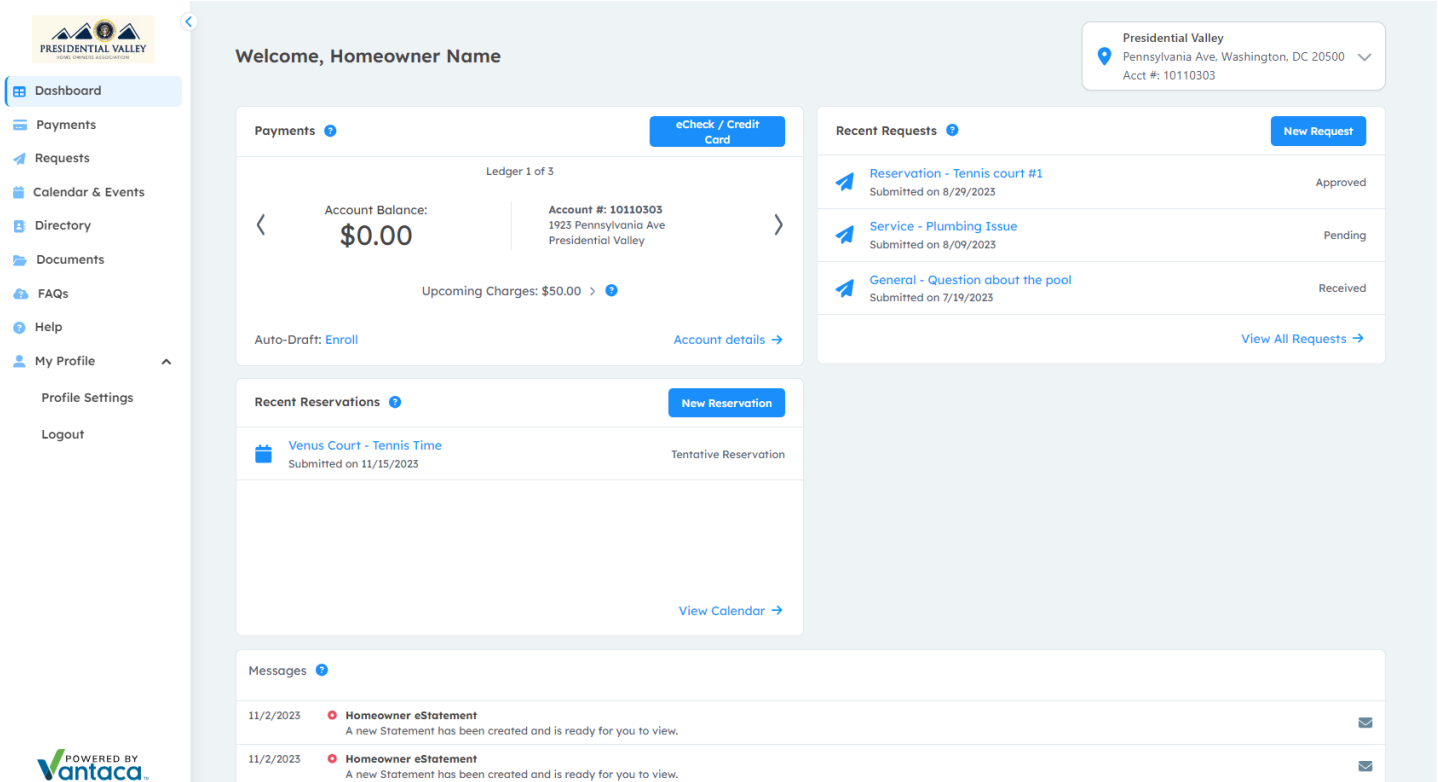 PRESIDENTIAL VALLEY
HOME OWNERS ASSOCIATION
Dashboard
Payments
Requests
Calendar & Events
Directory
Documents
FAQs
Help
My Profile
Profile Settings
Logout
POWERED BY
Vantaca
Welcome, Homeowner Name
Presidential Valley
Pennsylvania Ave, Washington, DC 20500
Acct #: 10110303
Payments ?
eCheck / Credit
Card
Ledger 1 of 3
Account Balance:
$0.00
Account #: 10110303
1923 Pennsylvania Ave
Presidential Valley
Upcoming Charges: $50.00 > ?
Auto-Draft: Enroll
Account details →
Recent Requests ?
New Request
Reservation - Tennis court #1
Submitted on 8/29/2023
Approved
Service - Plumbing Issue
Submitted on 8/09/2023
Pending
General - Question about the pool
Submitted on 7/19/2023
Received
View All Requests →
Recent Reservations ?
New Reservation
Venus Court - Tennis Time
Submitted on 11/15/2023
Tentative Reservation
View Calendar →
Messages ?
11/2/2023 Homeowner eStatement
A new Statement has been created and is ready for you to view.
11/2/2023 Homeowner eStatement
A new Statement has been created and is ready for you to view.